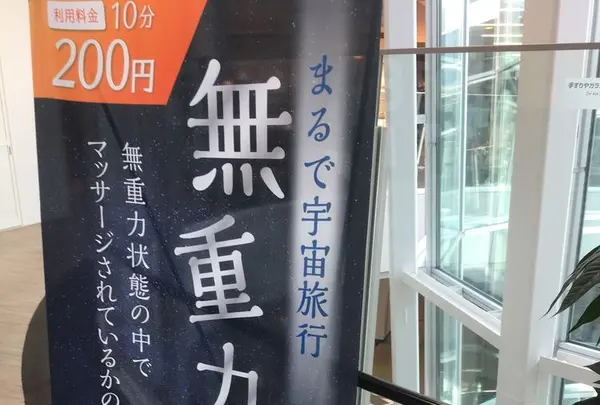 利用料金 10分
200円
まるで宇宙旅行
無重力
無重力状態の中で
マッサージされているかの